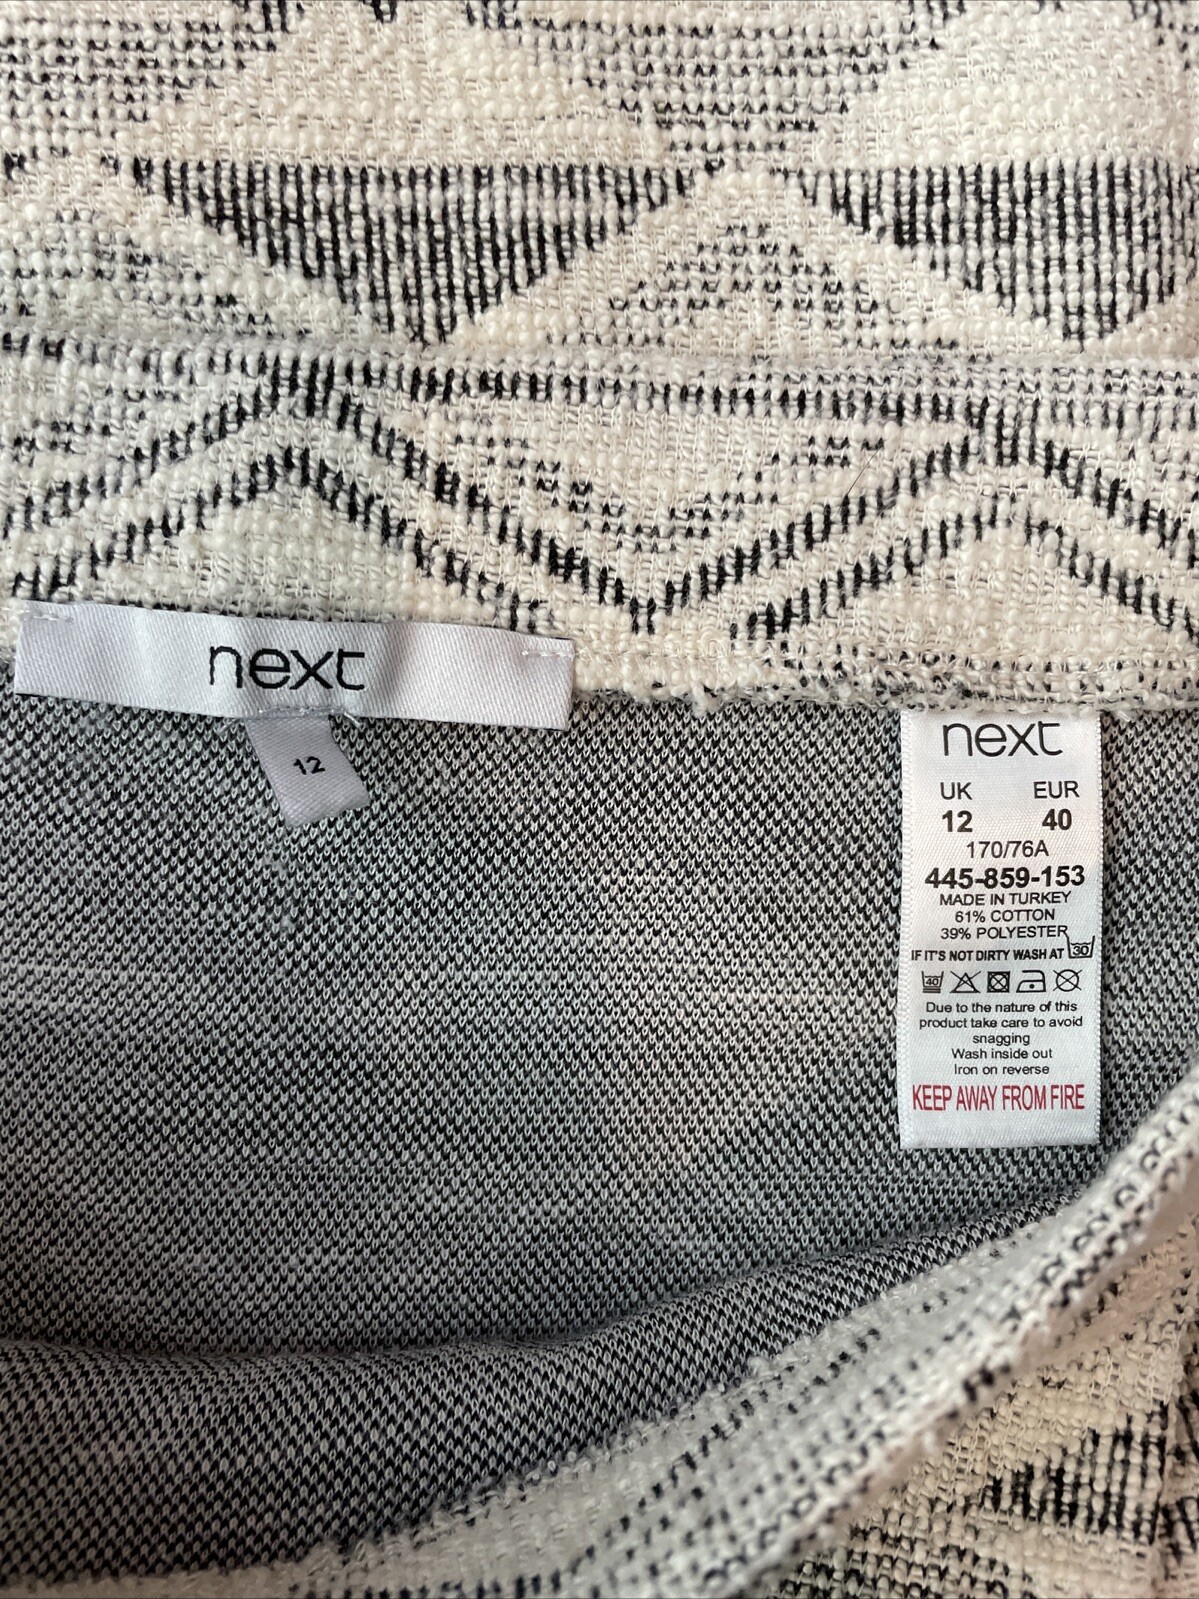 next
12
next
UK EUR
12 40
170/76A
445-859-153
MADE IN TURKEY
61% COTTON
39% POLYESTER
IF IT'S NOT DIRTY WASH AT 30
40
Due to the nature of this
product take care to avoid
snagging
Wash inside out
Iron on reverse
KEEP AWAY FROM FIRE